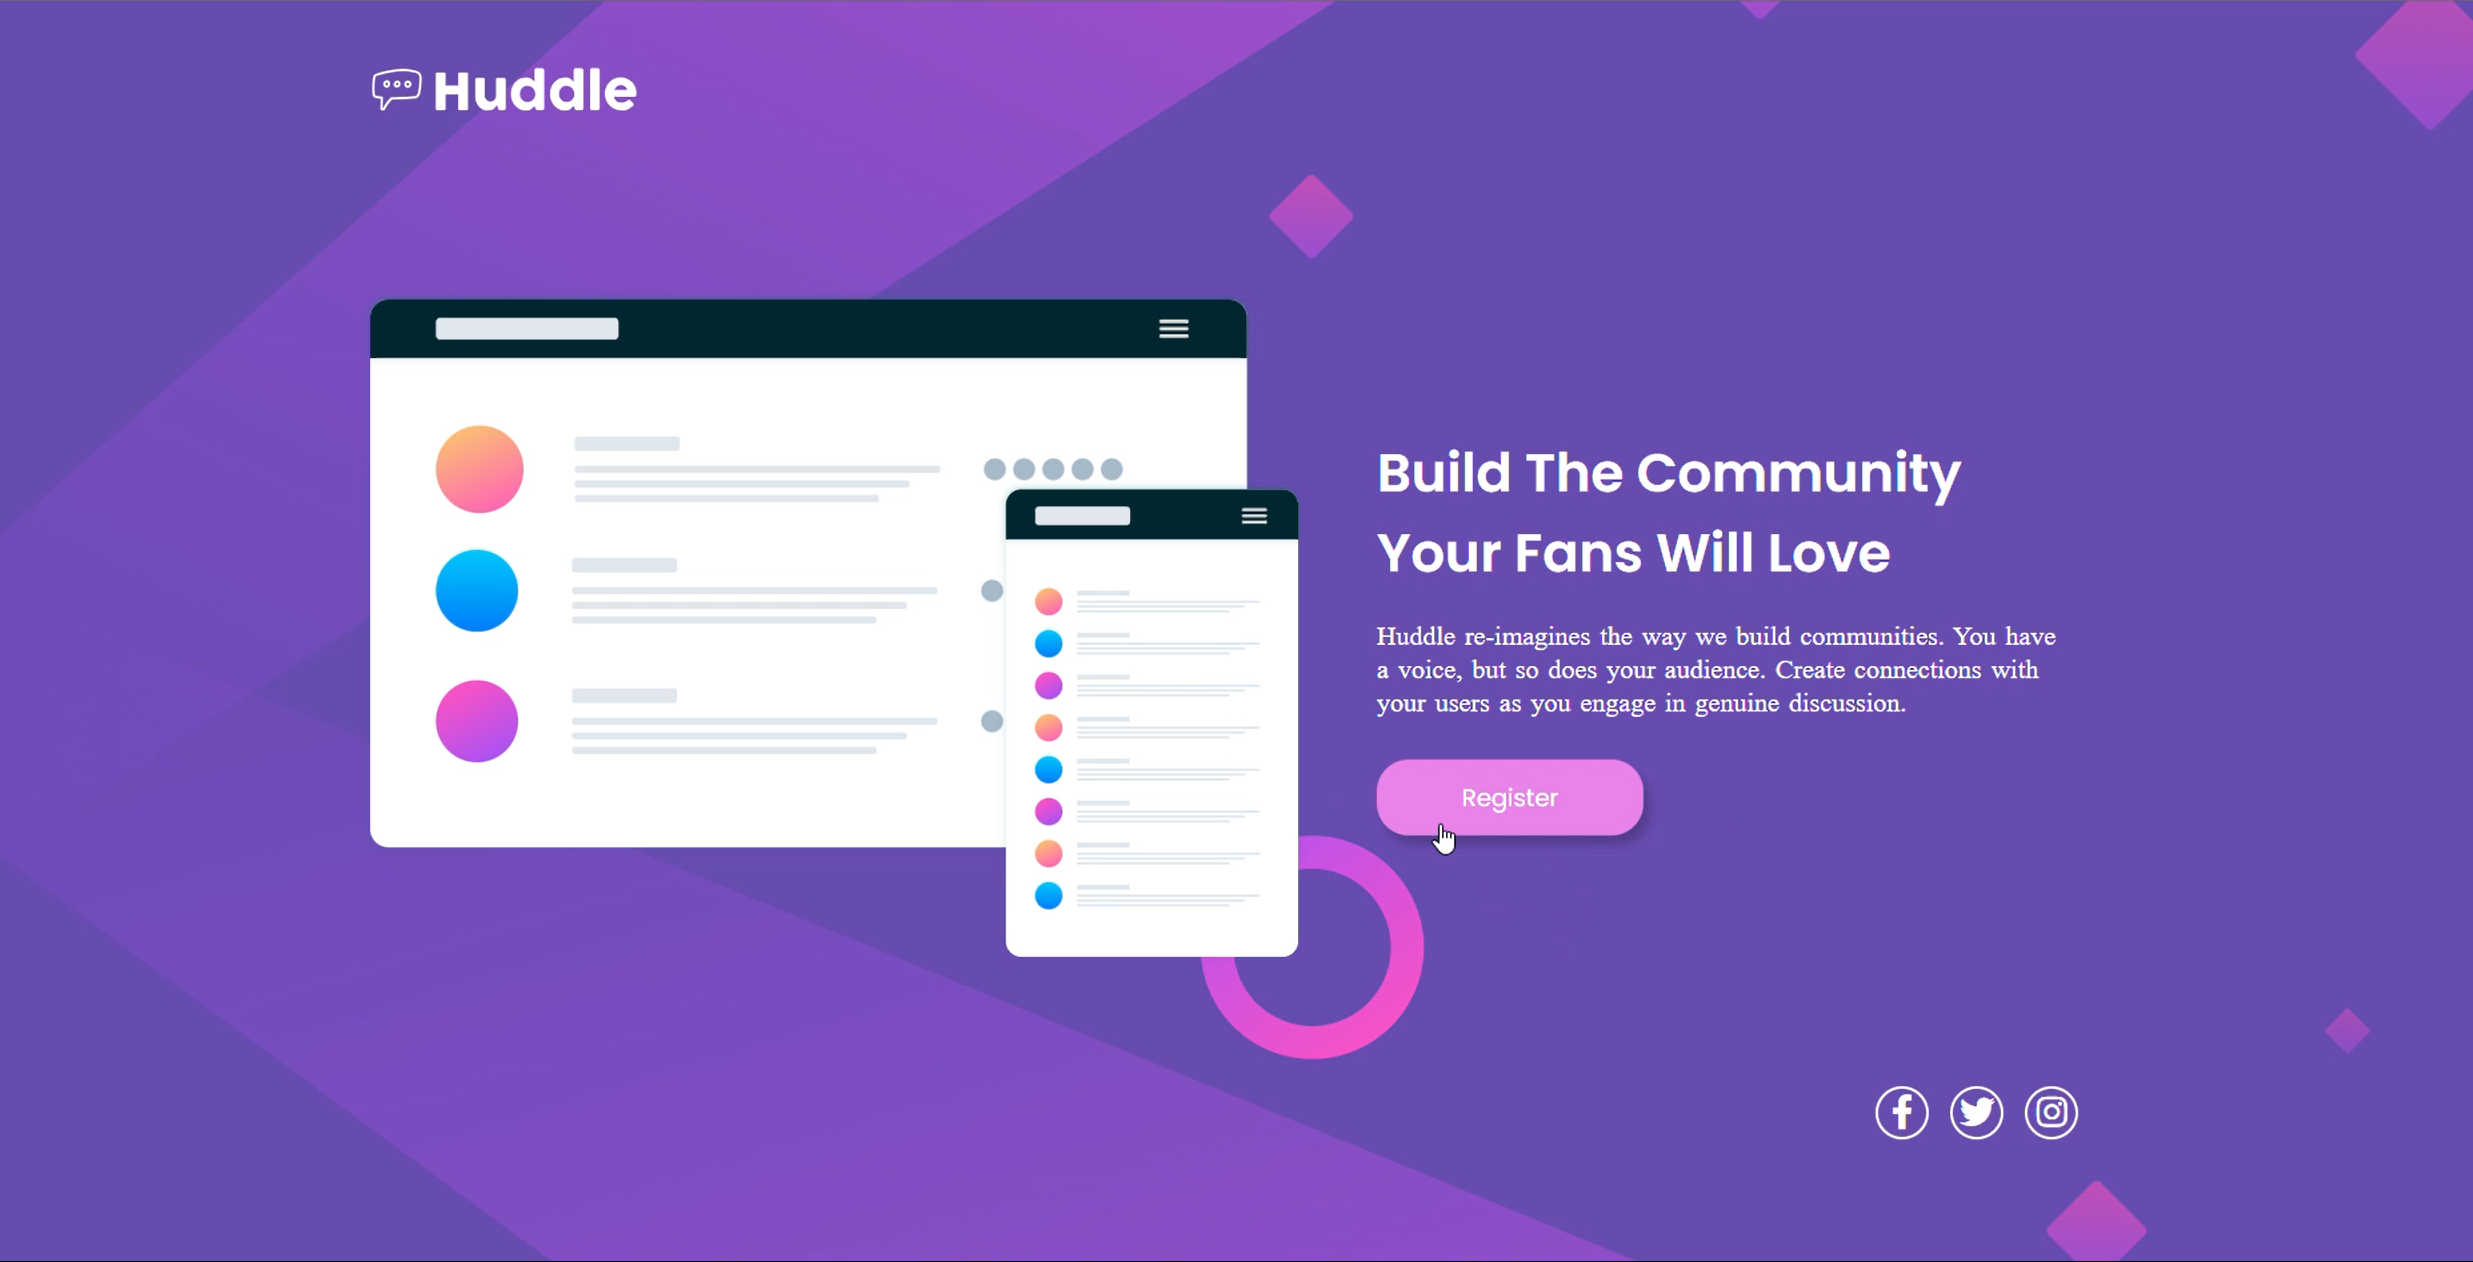 Huddle
Build The Community
Your Fans Will Love
Huddle re-imagines the way we build communities. You have
a voice, but so does your audience. Create connections with
your users as you engage in genuine discussion.
Register